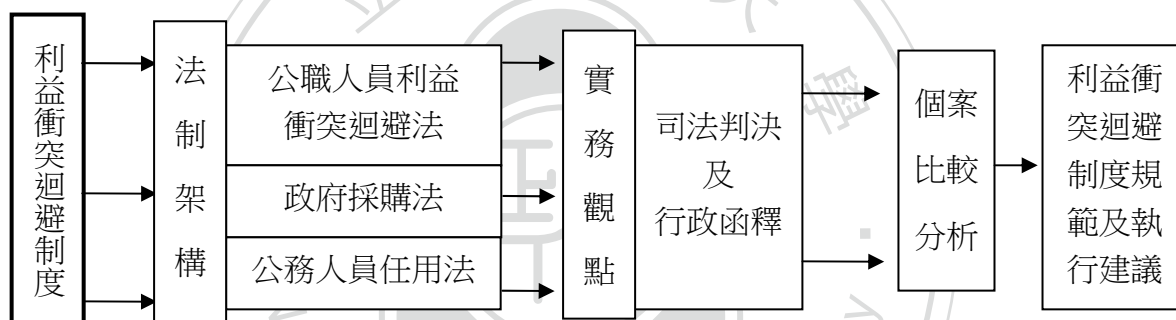 利益衝突迴避制度
法制架構
公職人員利益
衝突迴避法
政府採購法
公務人員任用法
實務觀點
司法判決
及
行政函釋
個案
比較
分析
利益衝
突迴避
制度規
範及執
行建議